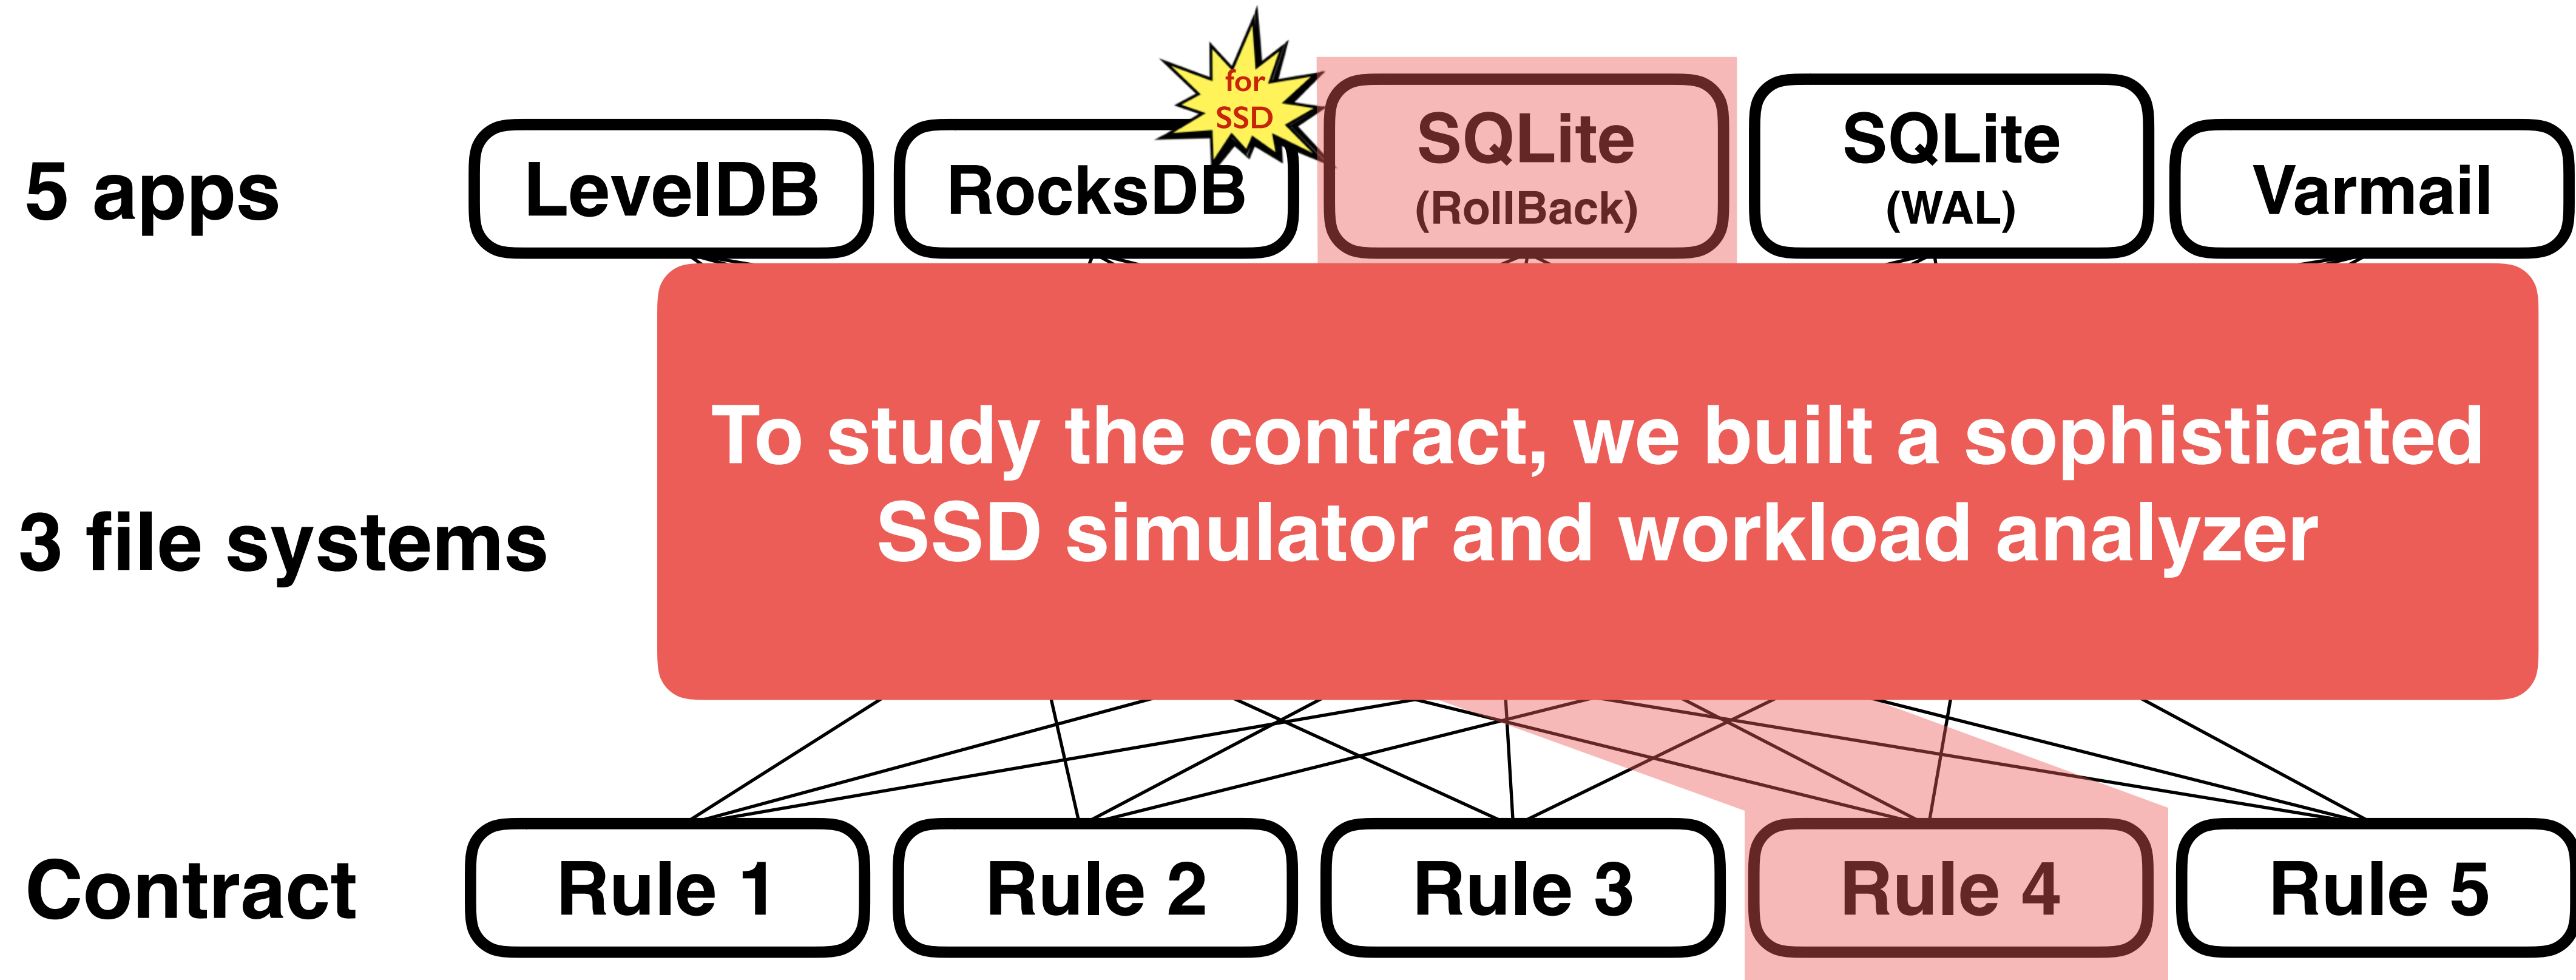 for
SSD
5 apps
LevelDB
RocksDB
SQLite
(RollBack)
SQLite
(WAL)
Varmail
3 file systems
To study the contract, we built a sophisticated
SSD simulator and workload analyzer
Contract
Rule 1
Rule 2
Rule 3
Rule 4
Rule 5